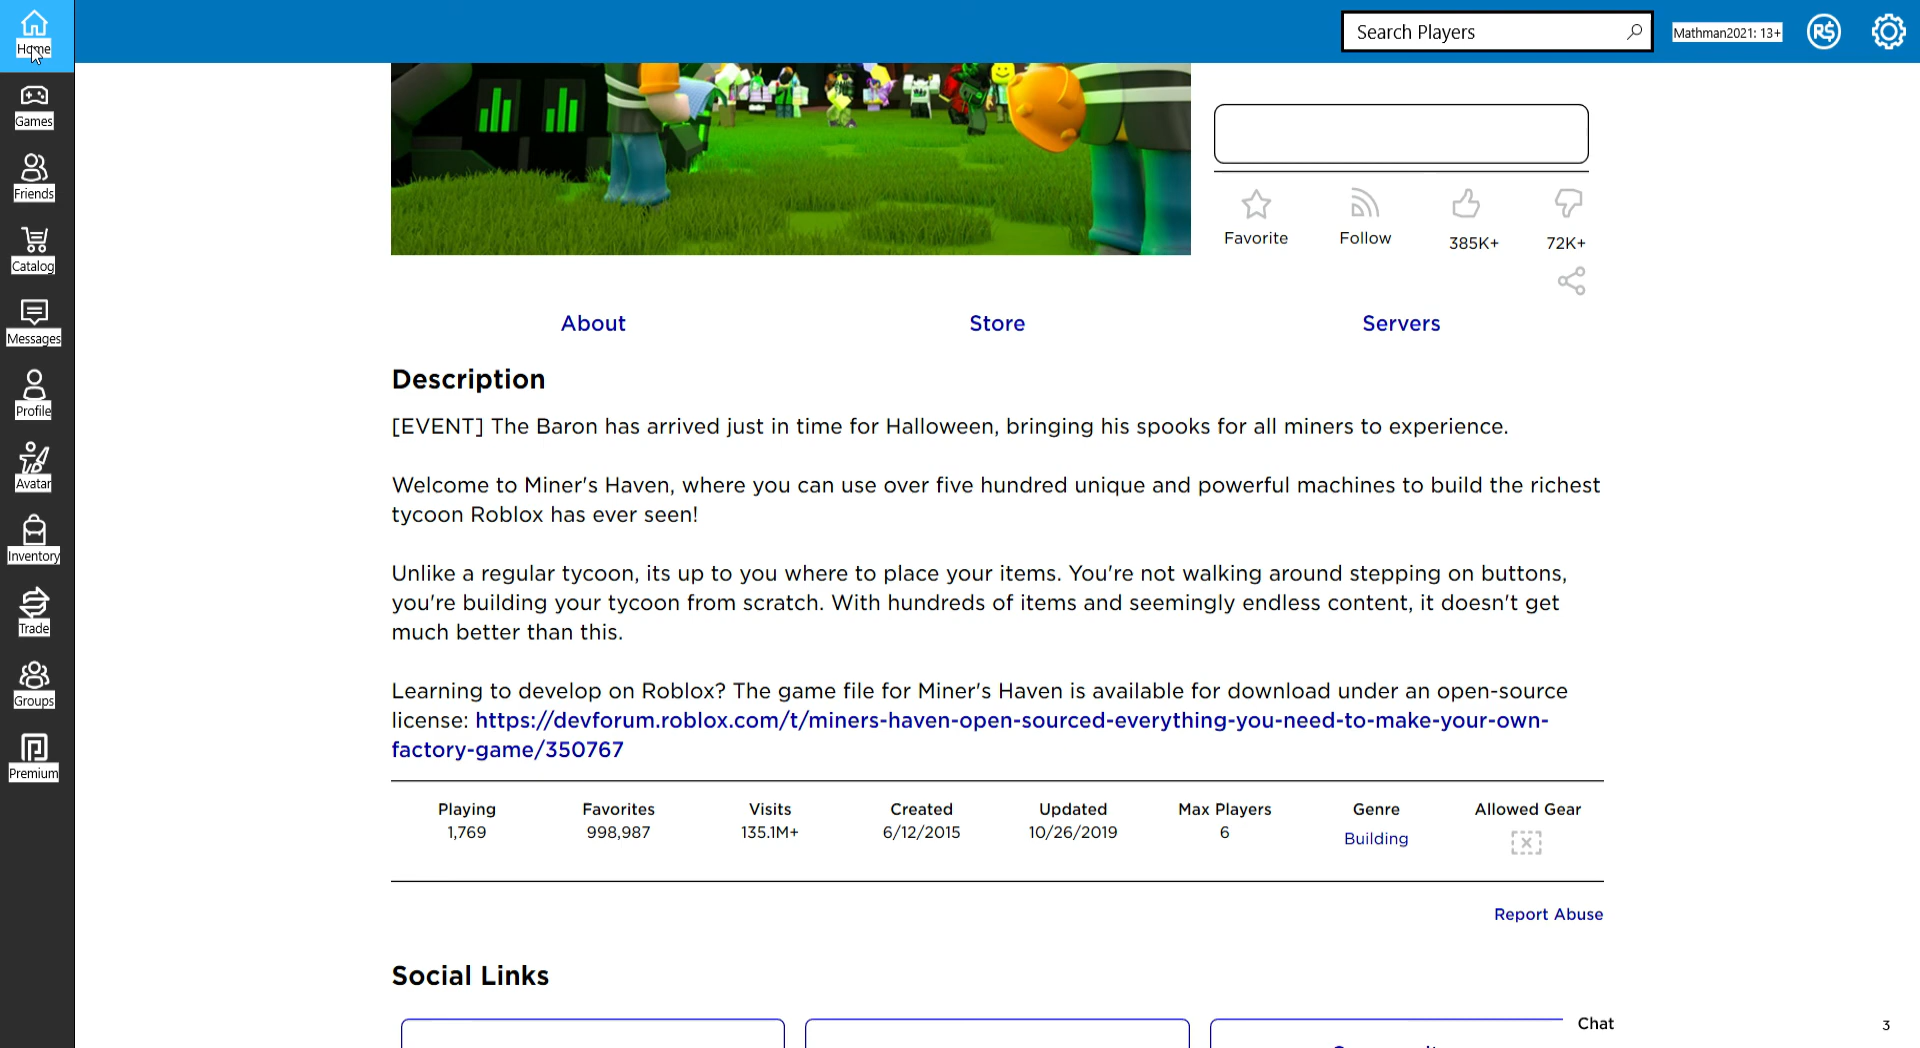 Home
Search Players
Mathman2021: 13+
Games
Friends
Catalog
Messages
Profile
Avatar
Inventory
Trade
Groups
Premium
Favorite
Follow
385K+
72K+
About
Store
Servers
Description
[EVENT] The Baron has arrived just in time for Halloween, bringing his spooks for all miners to experience.
Welcome to Miner's Haven, where you can use over five hundred unique and powerful machines to build the richest
tycoon Roblox has ever seen!
Unlike a regular tycoon, its up to you where to place your items. You're not walking around stepping on buttons,
you're building your tycoon from scratch. With hundreds of items and seemingly endless content, it doesn't get
much better than this.
Learning to develop on Roblox? The game file for Miner's Haven is available for download under an open-source
license: https://devforum.roblox.com/t/miners-haven-open-sourced-everything-you-need-to-make-your-own-
factory-game/350767
Playing Favorites Visits Created Updated Max Players Genre Allowed Gear
1,769 998,987 135.1M+ 6/12/2015 10/26/2019 6 Building
Report Abuse
Social Links
Chat
3